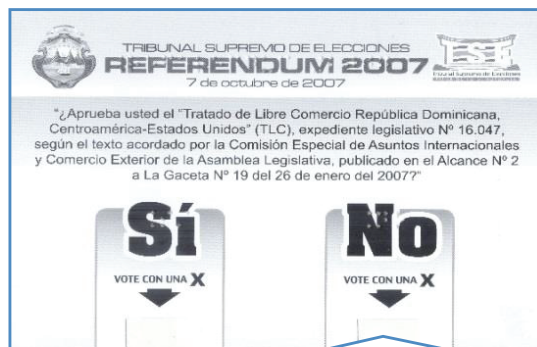 TRIBUNAL SUPREMO DE ELECCIONES
REFERENDUM 2007
7 de octubre de 2007
TSE
"¿Aprueba usted el "Tratado de Libre Comercio República Dominicana,
Centroamérica-Estados Unidos" (TLC), expediente legislativo Nº 16.047,
según el texto acordado por la Comisión Especial de Asuntos Internacionales
y Comercio Exterior de la Asamblea Legislativa, publicado en el Alcance Nº 2
a La Gaceta Nº 19 del 26 de enero del 2007?"
Sí No
VOTE CON UNA X VOTE CON UNA X